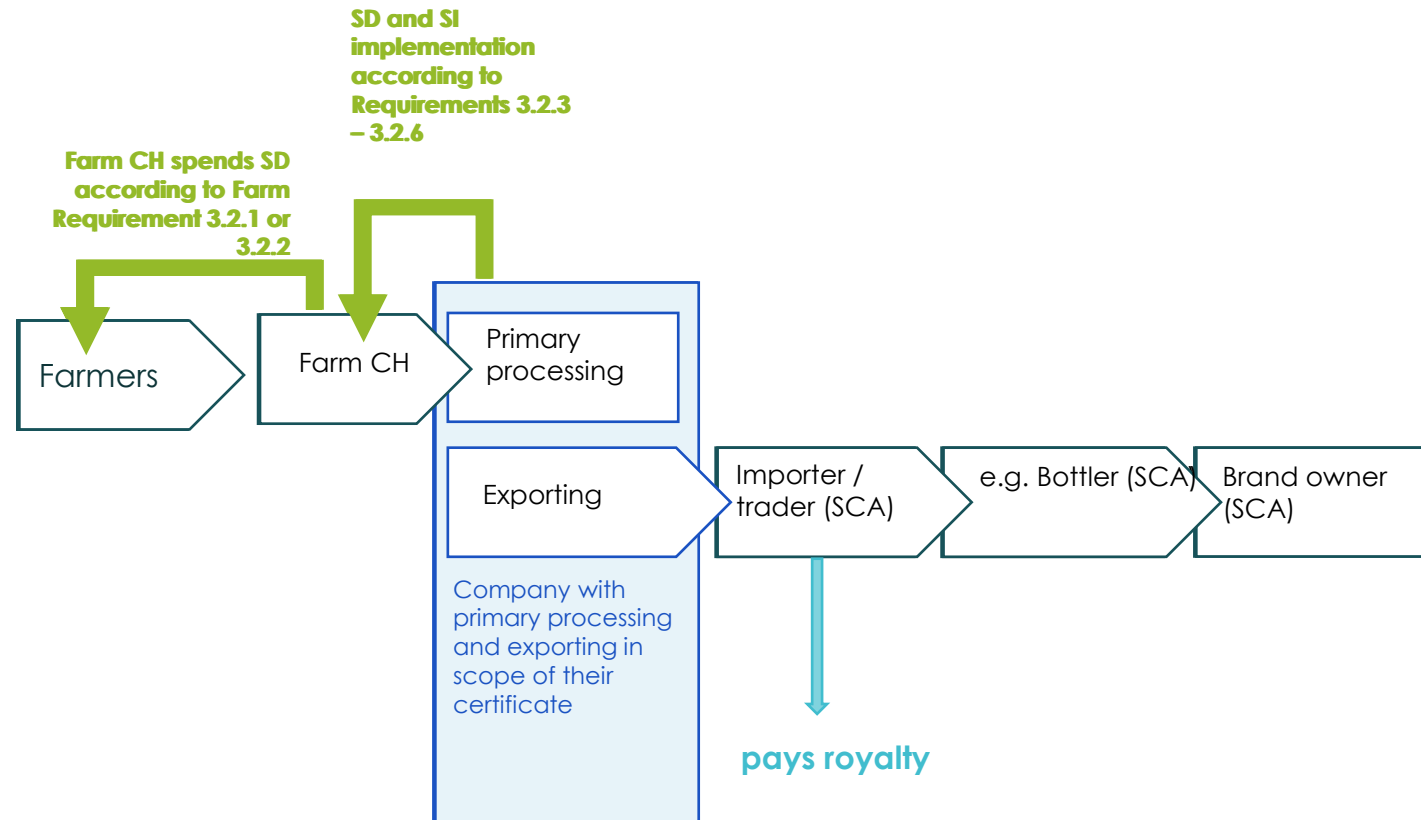 SD and SI
implementation
according to
Requirements 3.2.3
– 3.2.6
Farm CH spends SD
according to Farm
Requirement 3.2.1 or
3.2.2
Farmers
Farm CH
Primary
processing
Exporting
Importer /
trader (SCA)
e.g. Bottler (SCA)
Brand owner
(SCA)
Company with
primary processing
and exporting in
scope of their
certificate
pays royalty